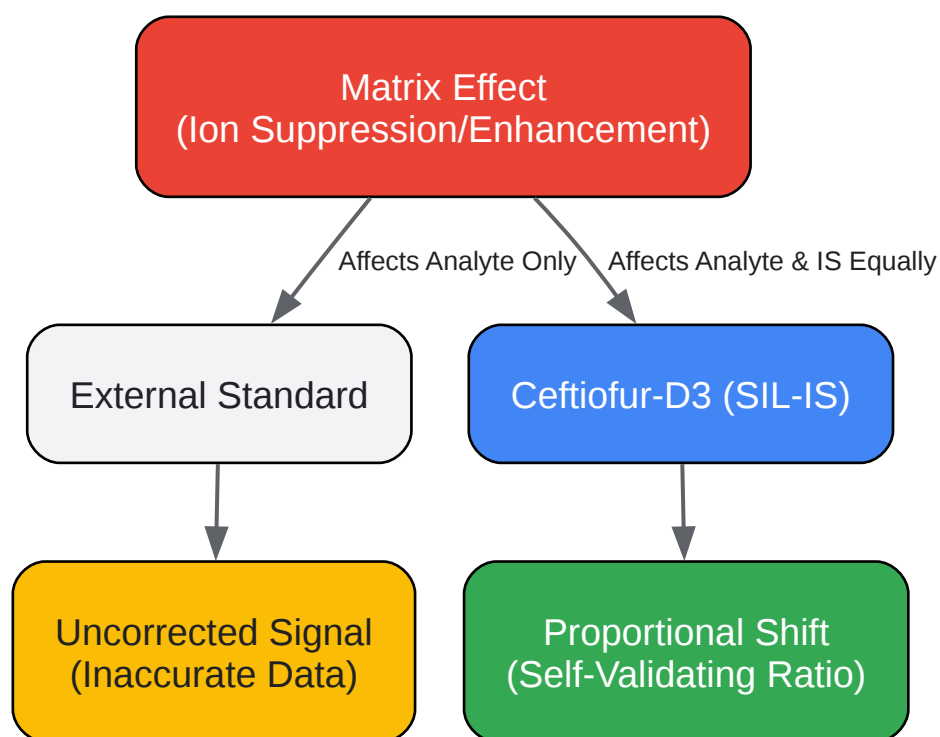 Matrix Effect
(Ion Suppression/Enhancement)
Affects Analyte Only
Affects Analyte & IS Equally
External Standard
Ceftiofur-D3 (SIL-IS)
Uncorrected Signal
(Inaccurate Data)
Proportional Shift
(Self-Validating Ratio)